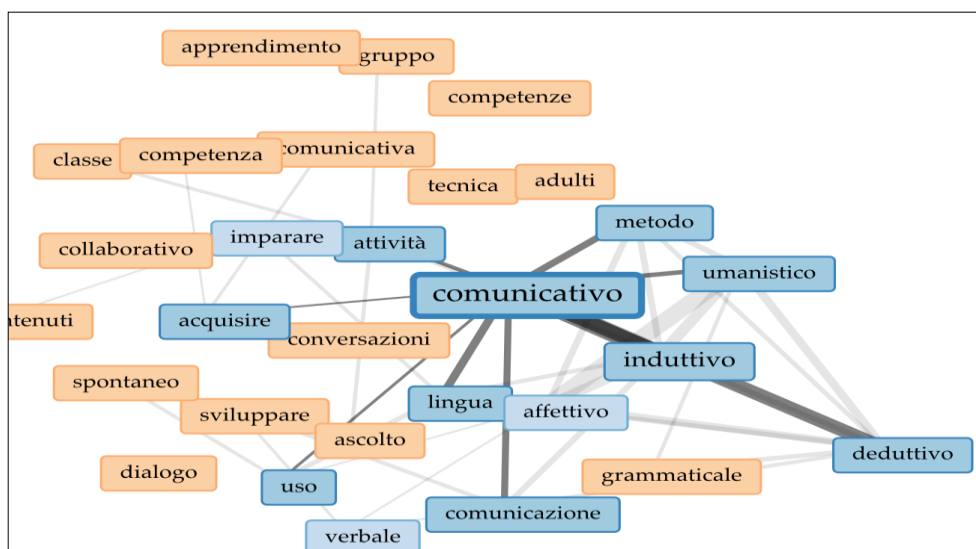 apprendimento
gruppo
competenze
classe
competenza
comunicativa
tecnica
adulti
metodo
imparare
attività
collaborativo
umanistico
comunicativo
ntenuti
acquisire
conversazioni
induttivo
spontaneo
sviluppare
lingua
affettivo
ascolto
deduttivo
dialogo
uso
grammaticale
comunicazione
verbale